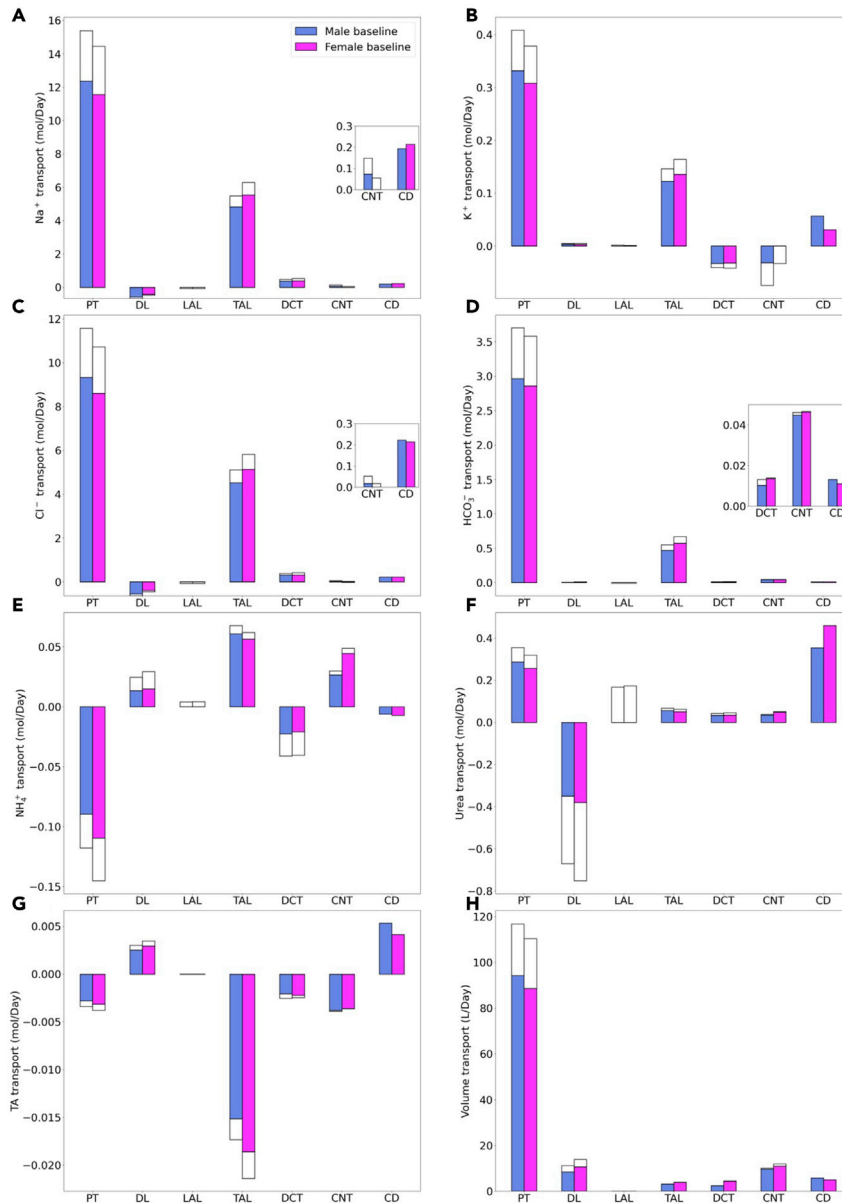 A
Na⁺ transport (mol/Day)
16
14
12
10
8
6
4
2
0
Male baseline
Female baseline
0.3
0.2
0.1
0.0
CNT CD
PT DL LAL TAL DCT CNT CD
B
K⁺ transport (mol/Day)
0.4
0.3
0.2
0.1
0.0
PT DL LAL TAL DCT CNT CD
C
Cl⁻ transport (mol/Day)
12
10
8
6
4
2
0
0.3
0.2
0.1
0.0
CNT CD
PT DL LAL TAL DCT CNT CD
D
HCO₃⁻ transport (mol/Day)
3.5
3.0
2.5
2.0
1.5
1.0
0.5
0.0
0.04
0.02
0.00
DCT CNT CD
PT DL LAL TAL DCT CNT CD
E
NH₄⁺ tansport (mol/Day)
0.05
0.00
−0.05
−0.10
−0.15
PT DL LAL TAL DCT CNT CD
F
Urea transport (mol/Day)
0.4
0.2
0.0
−0.2
−0.4
−0.6
−0.8
PT DL LAL TAL DCT CNT CD
G
TA transport (mol/Day)
0.005
0.000
−0.005
−0.010
−0.015
−0.020
PT DL LAL TAL DCT CNT CD
H
Volume transport (L/Day)
120
100
80
60
40
20
0
PT DL LAL TAL DCT CNT CD